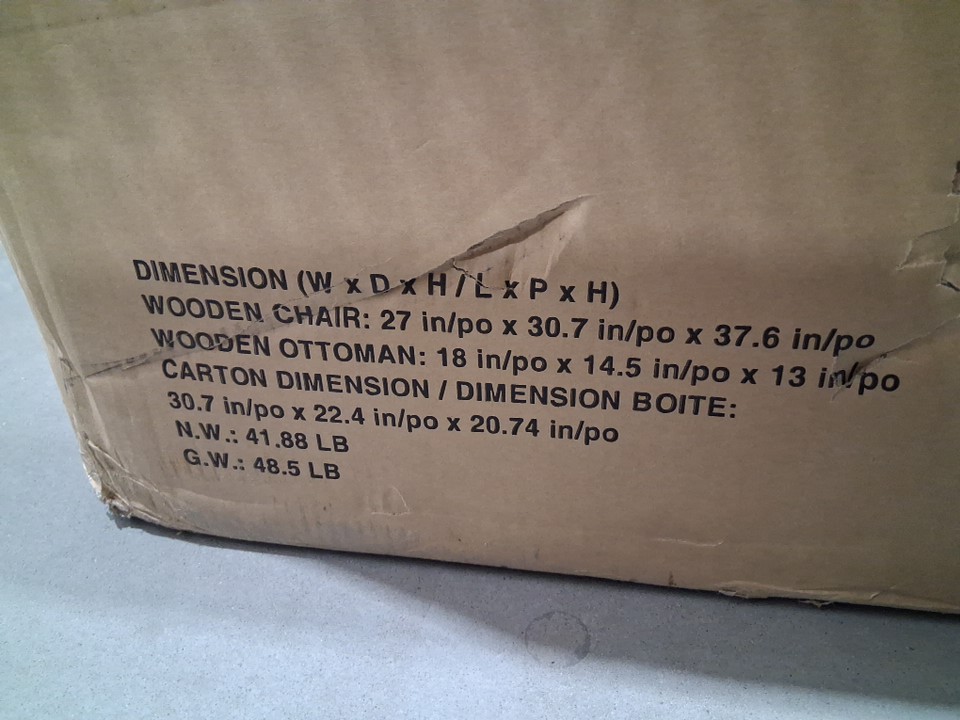 DIMENSION (W x D x H / L x P x H)
WOODEN CHAIR: 27 in/po x 30.7 in/po x 37.6 in/po
WOODEN OTTOMAN: 18 in/po x 14.5 in/po x 13 in/po
CARTON DIMENSION / DIMENSION BOITE:
30.7 in/po x 22.4 in/po x 20.74 in/po
N.W.: 41.88 LB
G.W.: 48.5 LB